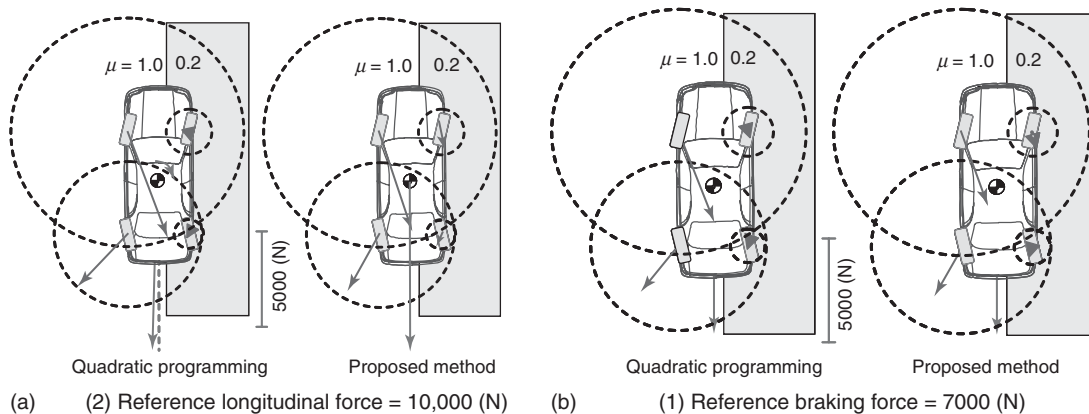 μ = 1.0 0.2
μ = 1.0 0.2
μ = 1.0 0.2
μ = 1.0 0.2
5000 (N)
5000 (N)
Quadratic programming
Proposed method
Quadratic programming
Proposed method
(a) (2) Reference longitudinal force = 10,000 (N)
(b) (1) Reference braking force = 7000 (N)